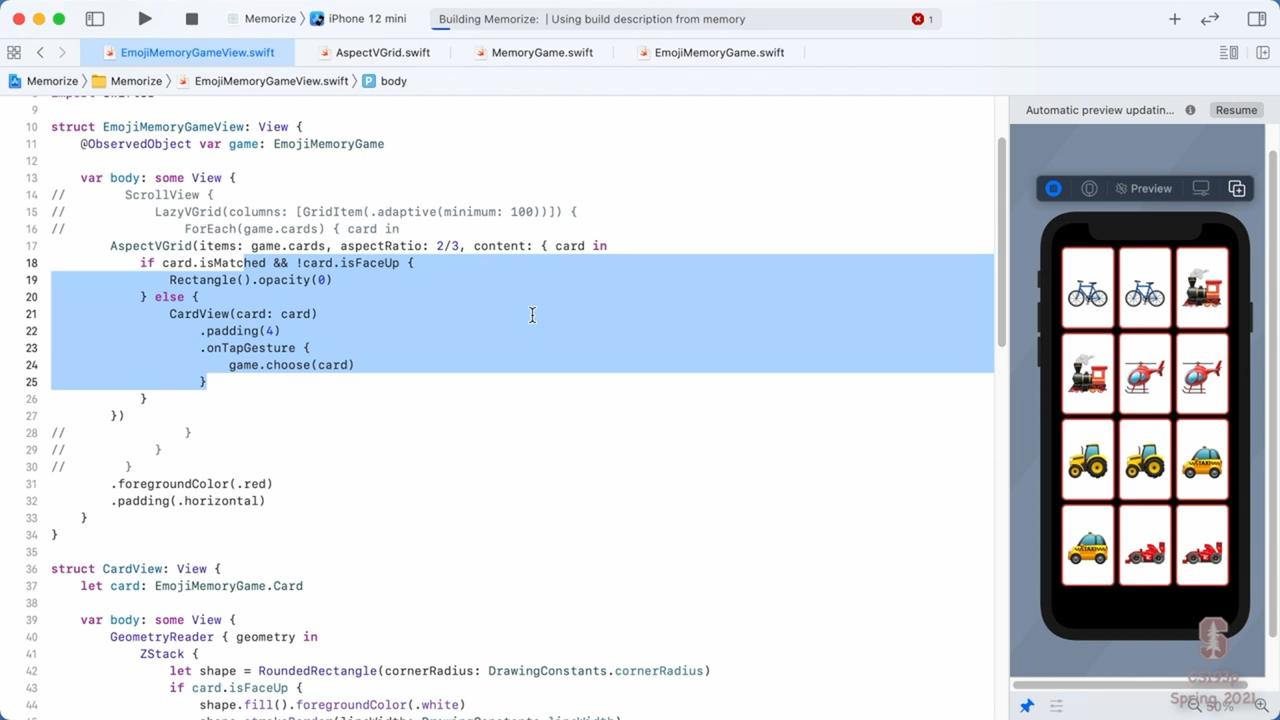 Memorize 〉 iPhone 12 mini
Building Memorize: | Using build description from memory
1
EmojiMemoryGameView.swift
AspectVGrid.swift
MemoryGame.swift
EmojiMemoryGame.swift
Memorize 〉 Memorize 〉 EmojiMemoryGameView.swift 〉 P body
9
10 struct EmojiMemoryGameView: View {
11 @ObservedObject var game: EmojiMemoryGame
12
13 var body: some View {
14 // ScrollView {
15 // LazyVGrid(columns: [GridItem(.adaptive(minimum: 100))]) {
16 // ForEach(game.cards) { card in
17 AspectVGrid(items: game.cards, aspectRatio: 2/3, content: { card in
18 if card.isMatched && !card.isFaceUp {
19 Rectangle().opacity(0)
20 } else {
21 CardView(card: card)
22 .padding(4)
23 .onTapGesture {
24 game.choose(card)
25 }
26 }
27 })
28 // }
29 // }
30 // }
31 .foregroundColor(.red)
32 .padding(.horizontal)
33 }
34 }
35
36 struct CardView: View {
37 let card: EmojiMemoryGame.Card
38
39 var body: some View {
40 GeometryReader { geometry in
41 ZStack {
42 let shape = RoundedRectangle(cornerRadius: DrawingConstants.cornerRadius)
43 if card.isFaceUp {
44 shape.fill().foregroundColor(.white)
Automatic preview updatin...
Resume
Preview
CS193p
Spring 2021
50%